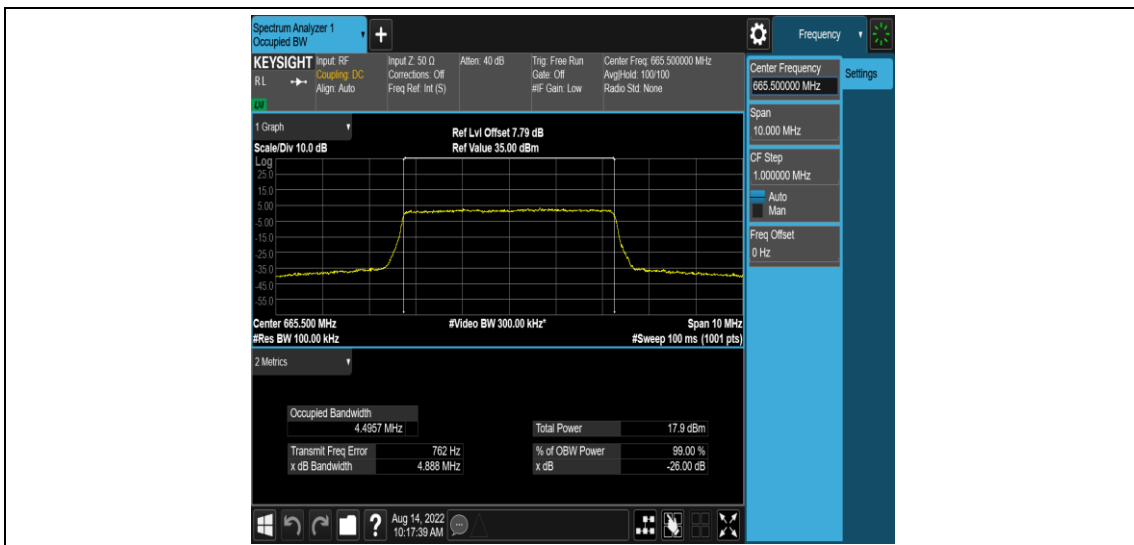 Spectrum Analyzer 1
Occupied BW
Frequency
KEYSIGHT
RL
Input: RF
Coupling: DC
Align: Auto
Input Z: 50 Ω
Corrections: Off
Freq Ref: Int (S)
Atten: 40 dB
Trig: Free Run
Gate: Off
#IF Gain: Low
Center Freq: 665.500000 MHz
Avg|Hold: 100/100
Radio Std: None
1 Graph
Scale/Div 10.0 dB
Ref Lvl Offset 7.79 dB
Ref Value 35.00 dBm
Log
25.0
15.0
5.00
-5.00
-15.0
-25.0
-35.0
-45.0
-55.0
Center 665.500 MHz
#Res BW 100.00 kHz
#Video BW 300.00 kHz*
Span 10 MHz
#Sweep 100 ms (1001 pts)
2 Metrics
Occupied Bandwidth
4.4957 MHz
Transmit Freq Error 762 Hz
x dB Bandwidth 4.888 MHz
Total Power 17.9 dBm
% of OBW Power 99.00 %
x dB -26.00 dB
Center Frequency
665.500000 MHz
Settings
Span
10.000 MHz
CF Step
1.000000 MHz
Auto
Man
Freq Offset
0 Hz
?
Aug 14, 2022
10:17:39 AM